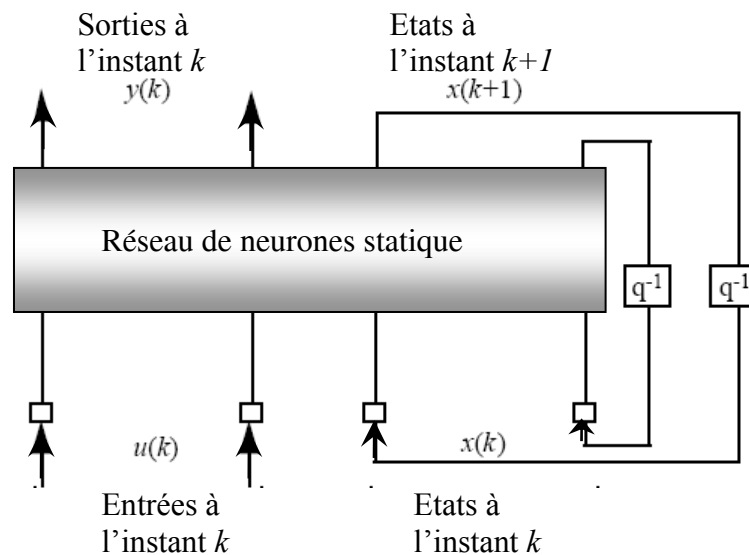 Sorties à
l'instant k
y(k)
Etats à
l'instant k+1
x(k+1)
Réseau de neurones statique
q⁻¹
q⁻¹
u(k)
x(k)
Entrées à
l'instant k
Etats à
l'instant k